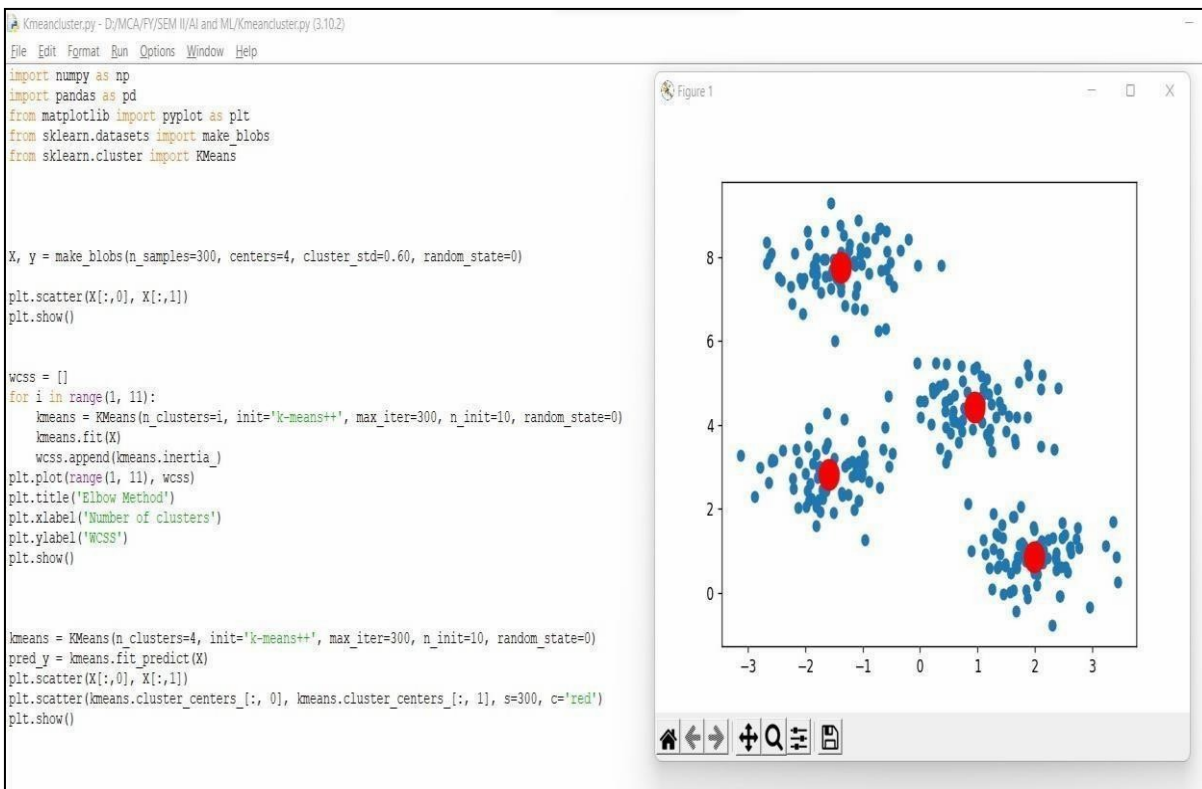 Kmeancluster.py - D:/MCA/FY/SEM II/AI and ML/Kmeancluster.py (3.10.2)
File Edit Format Run Options Window Help
import numpy as np
import pandas as pd
from matplotlib import pyplot as plt
from sklearn.datasets import make_blobs
from sklearn.cluster import KMeans
X, y = make_blobs(n_samples=300, centers=4, cluster_std=0.60, random_state=0)
plt.scatter(X[:,0], X[:,1])
plt.show()
wcss = []
for i in range(1, 11):
    kmeans = KMeans(n_clusters=i, init='k-means++', max_iter=300, n_init=10, random_state=0)
    kmeans.fit(X)
    wcss.append(kmeans.inertia_)
plt.plot(range(1, 11), wcss)
plt.title('Elbow Method')
plt.xlabel('Number of clusters')
plt.ylabel('WCSS')
plt.show()
kmeans = KMeans(n_clusters=4, init='k-means++', max_iter=300, n_init=10, random_state=0)
pred_y = kmeans.fit_predict(X)
plt.scatter(X[:,0], X[:,1])
plt.scatter(kmeans.cluster_centers_[:, 0], kmeans.cluster_centers_[:, 1], s=300, c='red')
plt.show()
Figure 1
8
6
4
2
0
−3 −2 −1 0 1 2 3